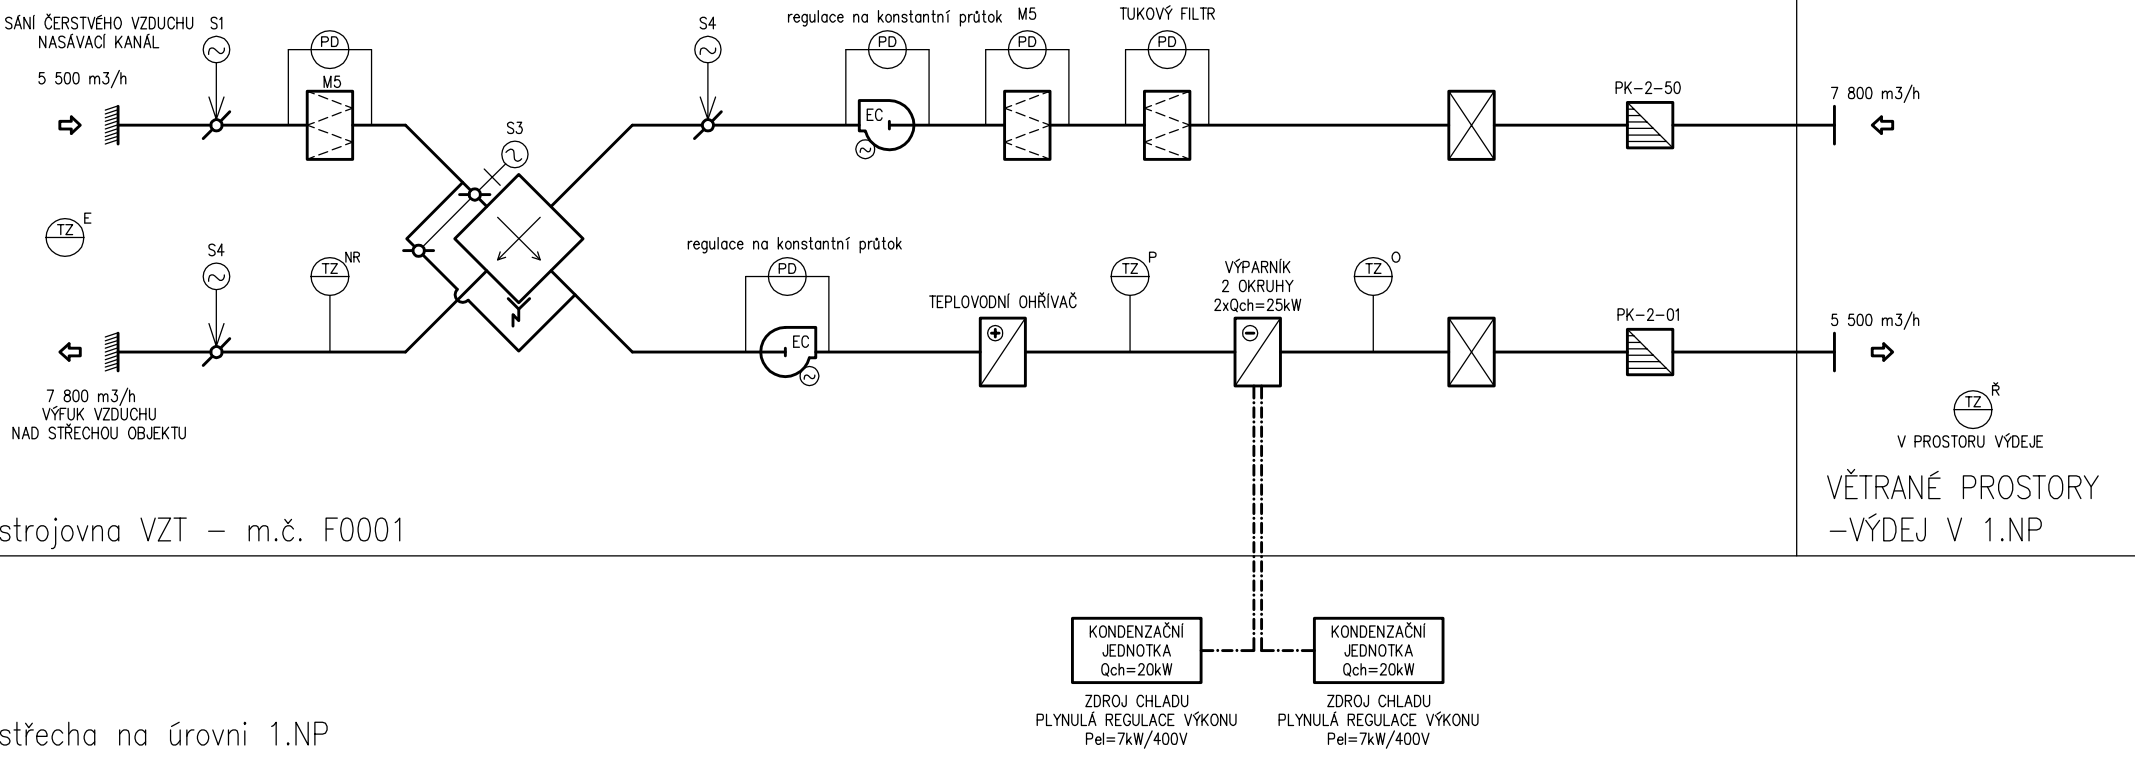 SÁNÍ ČERSTVÉHO VZDUCHU
NASÁVACÍ KANÁL
5 500 m3/h
S1
PD
M5
S3
S4
regulace na konstantní průtok
PD
EC
M5
PD
TUKOVÝ FILTR
PD
PK-2-50
7 800 m3/h
TZ E
S4
TZ NR
regulace na konstantní průtok
PD
EC
TEPLOVODNÍ OHŘÍVAČ
TZ P
VÝPARNÍK
2 OKRUHY
2xQch=25kW
TZ O
PK-2-01
5 500 m3/h
7 800 m3/h
VÝFUK VZDUCHU
NAD STŘECHOU OBJEKTU
TZ Ř
V PROSTORU VÝDEJE
VĚTRANÉ PROSTORY
-VÝDEJ V 1.NP
strojovna VZT - m.č. F0001
KONDENZAČNÍ
JEDNOTKA
Qch=20kW
ZDROJ CHLADU
PLYNULÁ REGULACE VÝKONU
Pel=7kW/400V
KONDENZAČNÍ
JEDNOTKA
Qch=20kW
ZDROJ CHLADU
PLYNULÁ REGULACE VÝKONU
Pel=7kW/400V
střecha na úrovni 1.NP